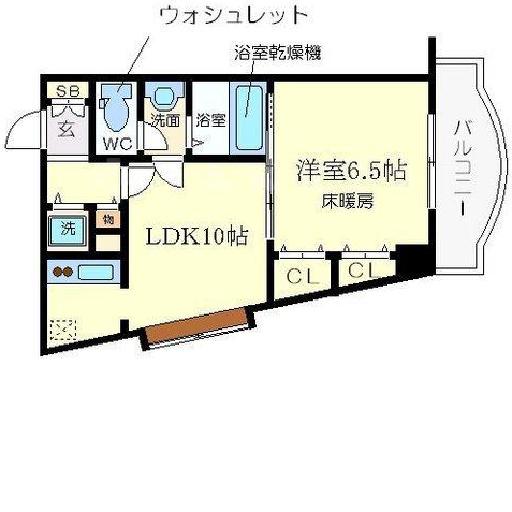 ウォシュレット
浴室乾燥機
SB
玄
WC
洗面
浴室
バルコニー
洋室6.5帖
床暖房
洗
物
LDK10帖
CL
CL